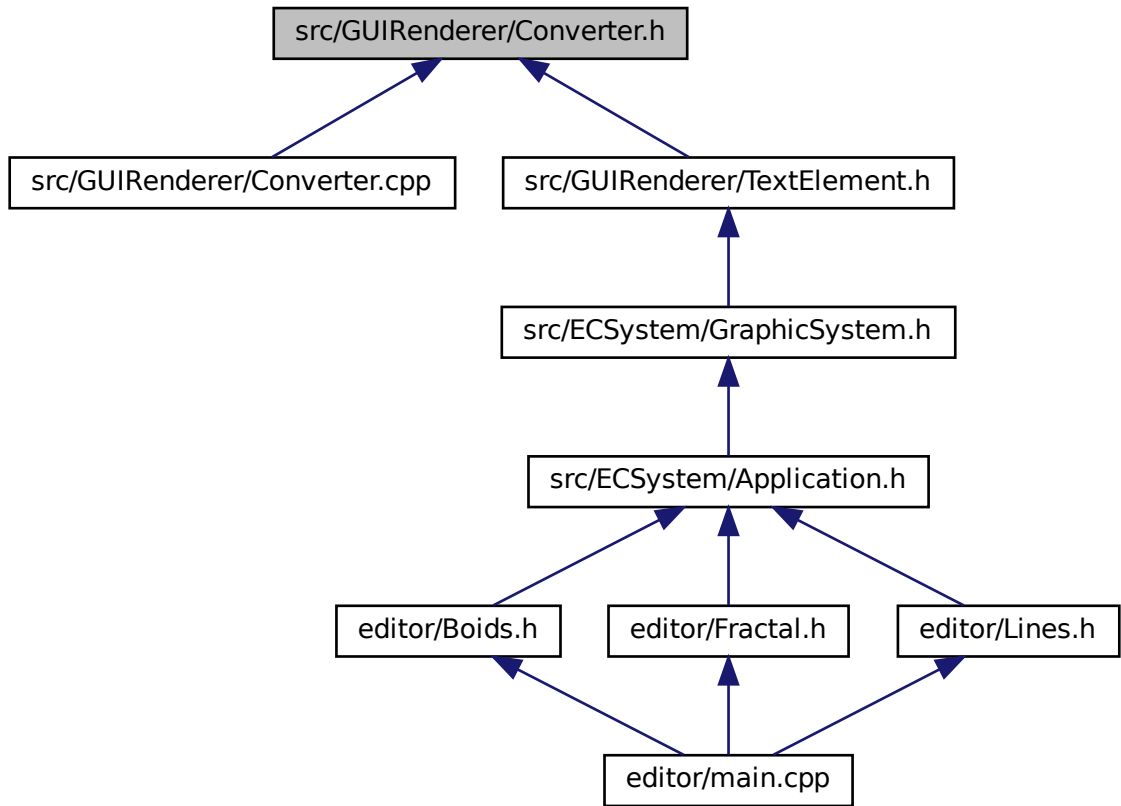 src/GUIRenderer/Converter.h
src/GUIRenderer/Converter.cpp
src/GUIRenderer/TextElement.h
src/ECSystem/GraphicSystem.h
src/ECSystem/Application.h
editor/Boids.h
editor/Fractal.h
editor/Lines.h
editor/main.cpp